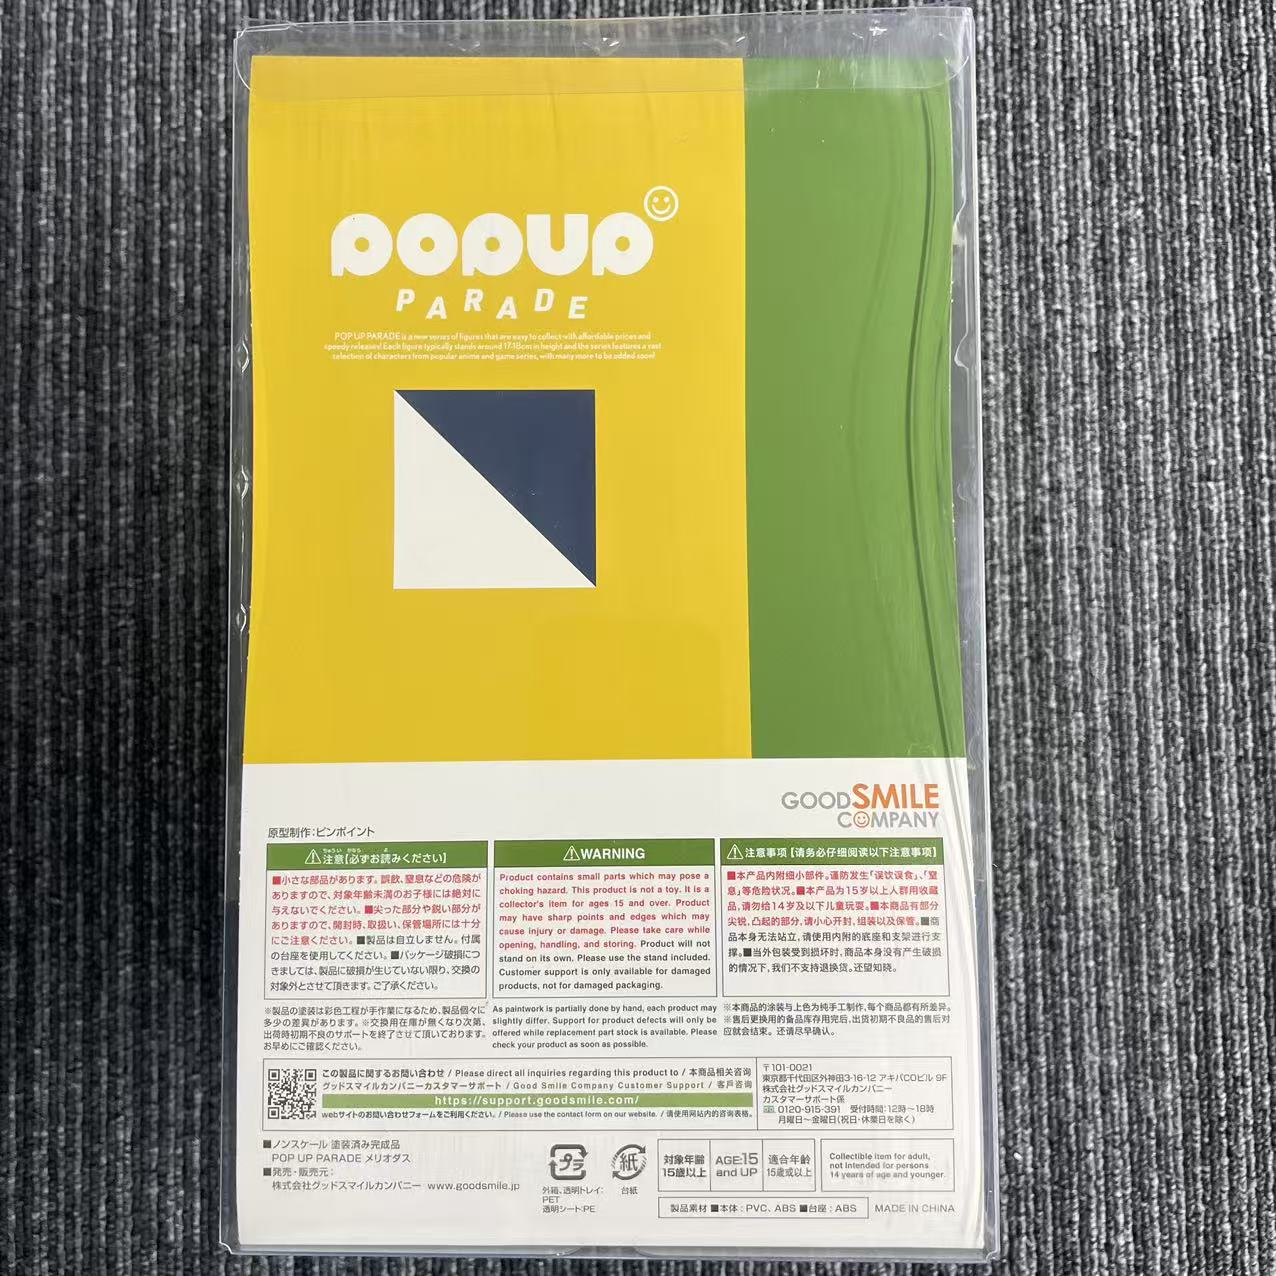 POPUP
PARADE
POP UP PARADE is a new series of figures that are easy to collect with affordable prices and
speedy releases! Each figure typically stands around 17-18cm in height and the series features a vast
selection of characters from popular anime and game series, with many more to be added soon!
GOODSMILE
COMPANY
原型制作:ピンポイント
ちゅうい かなら よ
⚠注意【必ずお読みください】
■小さな部品があります。誤飲、窒息などの危険が
ありますので、対象年齢未満のお子様には絶対に
与えないでください。■尖った部分や鋭い部分が
ありますので、開封時、取扱い、保管場所には十分
にご注意ください。■製品は自立しません。付属
の台座を使用してください。■パッケージ破損につ
きましては、製品に破損が生じていない限り、交換の
対象外とさせて頂きます。ご了承ください。
⚠WARNING
Product contains small parts which may pose a
choking hazard. This product is not a toy. It is a
collector's item for ages 15 and over. Product
may have sharp points and edges which may
cause injury or damage. Please take care while
opening, handling, and storing. Product will not
stand on its own. Please use the stand included.
Customer support is only available for damaged
products, not for damaged packaging.
⚠注意事项【请务必仔细阅读以下注意事项】
■本产品内附细小部件。谨防发生「误饮误食」、「窒
息」等危险状况。■本产品为15岁以上人群用收藏
品,请勿给14岁及以下儿童玩耍。■本商品有部分
尖锐,凸起的部分,请小心开封,组装以及保管。■商
品本身无法站立,请使用内附的底座和支架进行支
撑。■当外包装受到损坏时,商品本身没有产生破损
的情况下,我们不支持退换货。还望知晓。
※製品の塗装は彩色工程が手作業になるため、製品個々に
多少の差異があります。※交換用在庫が無くなり次第、
出荷時初期不良のサポートを終了させて頂いております。
お早めにご確認ください。
As paintwork is partially done by hand, each product may
slightly differ. Support for product defects will only be
offered while replacement part stock is available. Please
check your product as soon as possible.
※本商品的涂装与上色为纯手工制作,每个商品都有所差异。
※售后更换用的备品库存用完后,出货初期不良品的售后对
应就会结束。还请尽早确认。
この製品に関するお問い合わせ / Please direct all inquiries regarding this product to / 本商品相关咨询
グッドスマイルカンパニーカスタマーサポート / Good Smile Company Customer Support / 客戶咨询
https://support.goodsmile.com/
webサイトのお問い合わせフォームをご利用ください。/ Please use the contact form on our website. / 请使用网站内的咨询表格。
〒101-0021
東京都千代田区外神田3-16-12 アキバCOビル 9F
株式会社グッドスマイルカンパニー
カスタマーサポート係
0120-915-391 受付時間:12時~18時
月曜日~金曜日(祝日・休業日を除く)
■ノンスケール 塗装済み完成品
POP UP PARADE メリオダス
■発売・販売元:
株式会社グッドスマイルカンパニー www.goodsmile.jp
プラ
外箱、透明トレイ:
PET
透明シート:PE
紙
台紙
対象年齢
15歳以上
AGE:15
and UP
適合年齡
15歲或以上
Collectible item for adult,
not intended for persons
14 years of age and younger.
製品素材 ■本体:PVC、ABS ■台座:ABS
MADE IN CHINA